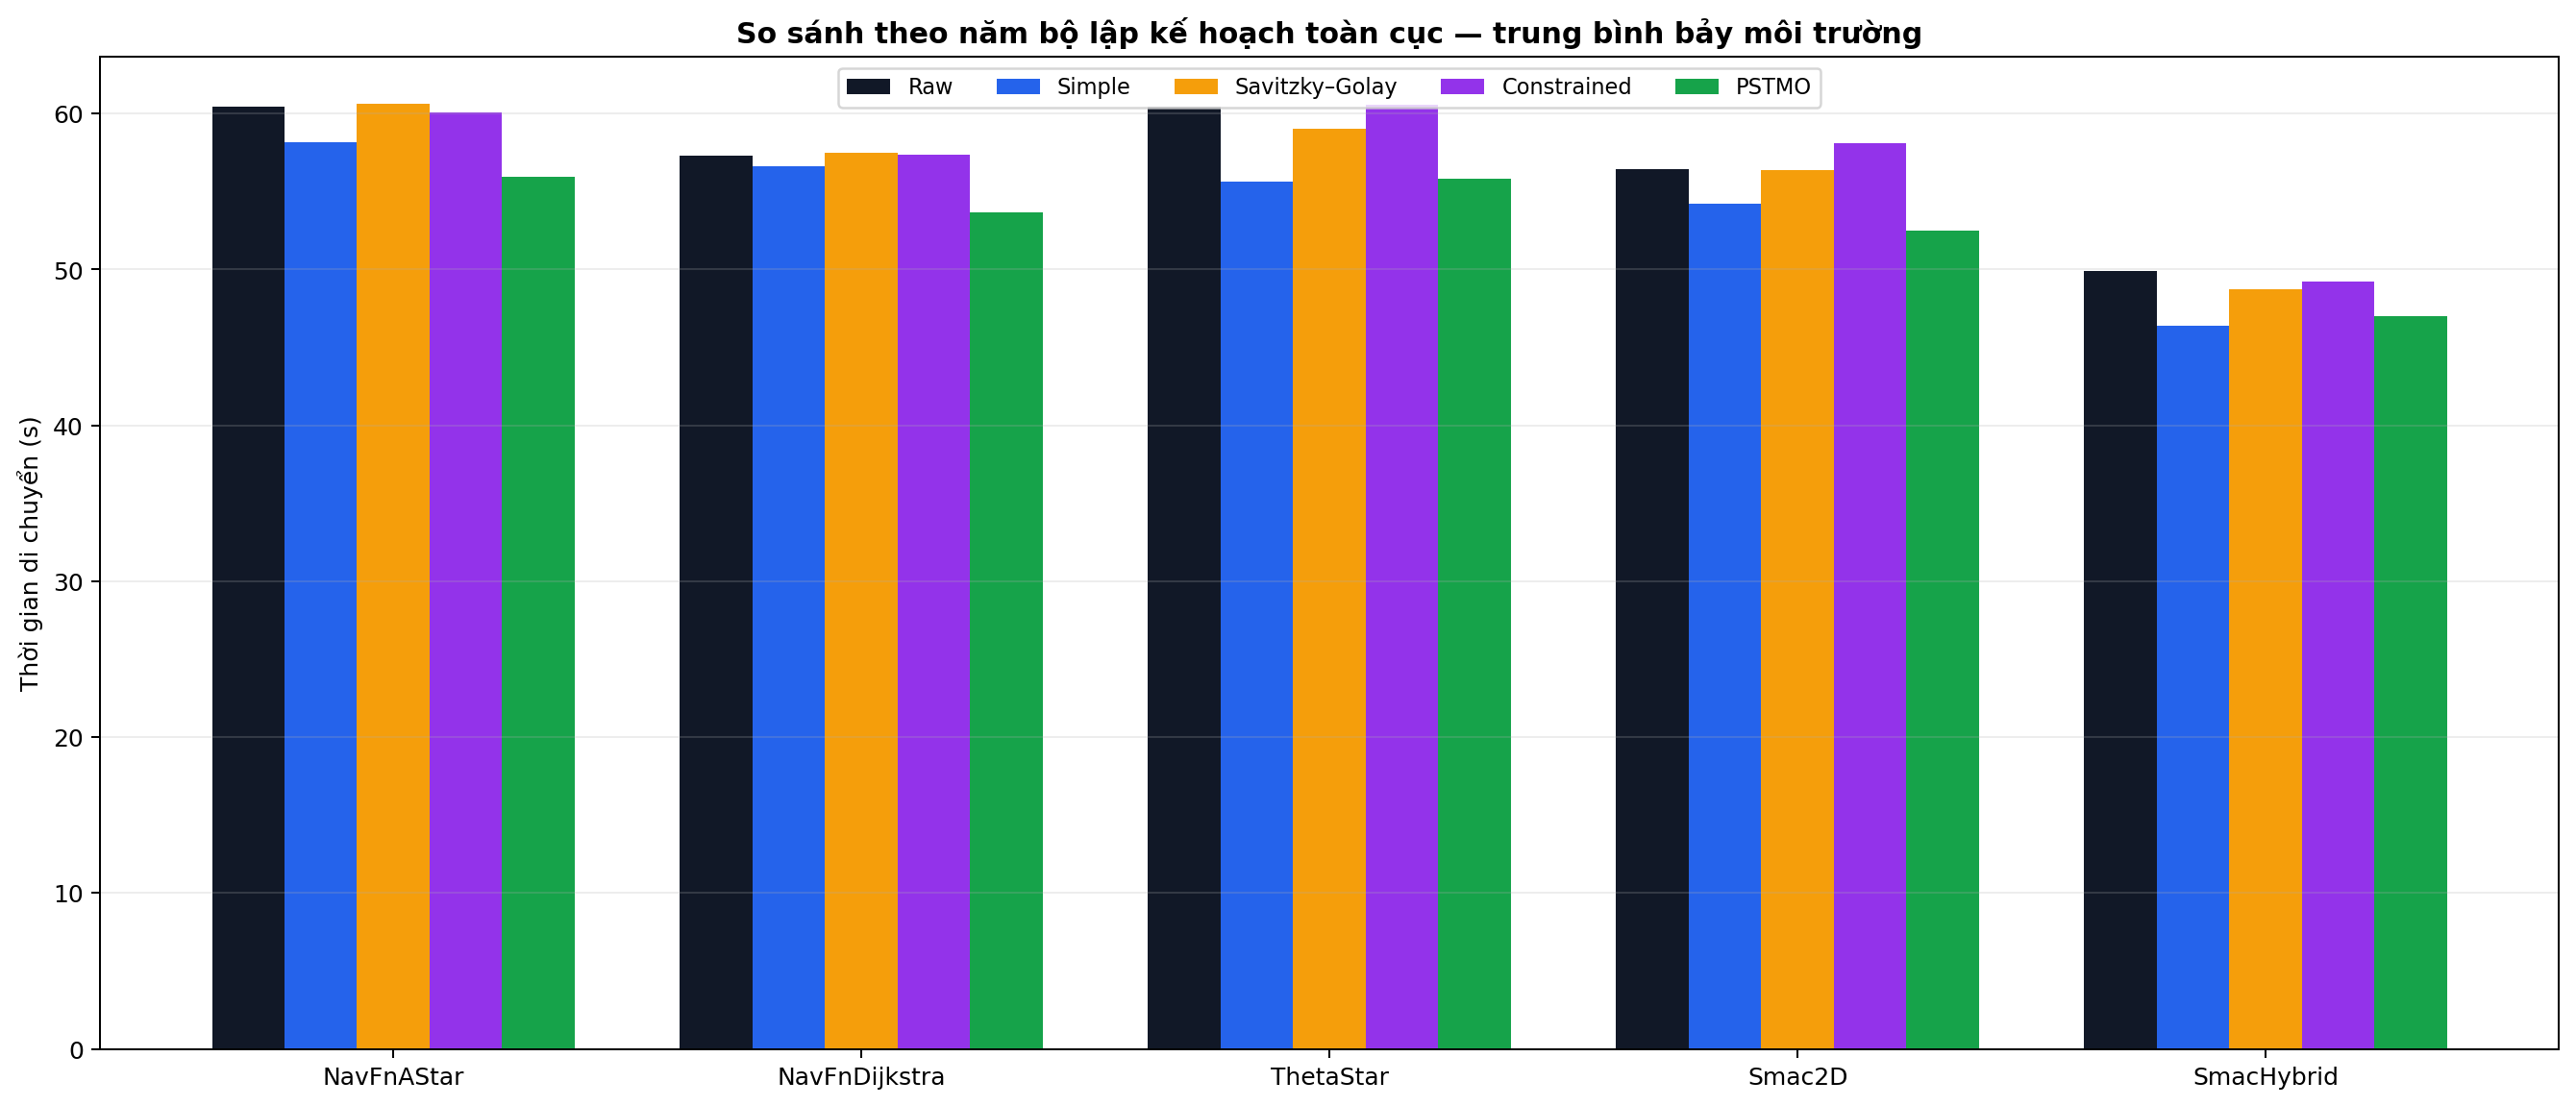 So sánh theo năm bộ lập kế hoạch toàn cục — trung bình bảy môi trường
Raw Simple Savitzky–Golay Constrained PSTMO
Thời gian di chuyển (s)
60
50
40
30
20
10
0
NavFnAStar NavFnDijkstra ThetaStar Smac2D SmacHybrid